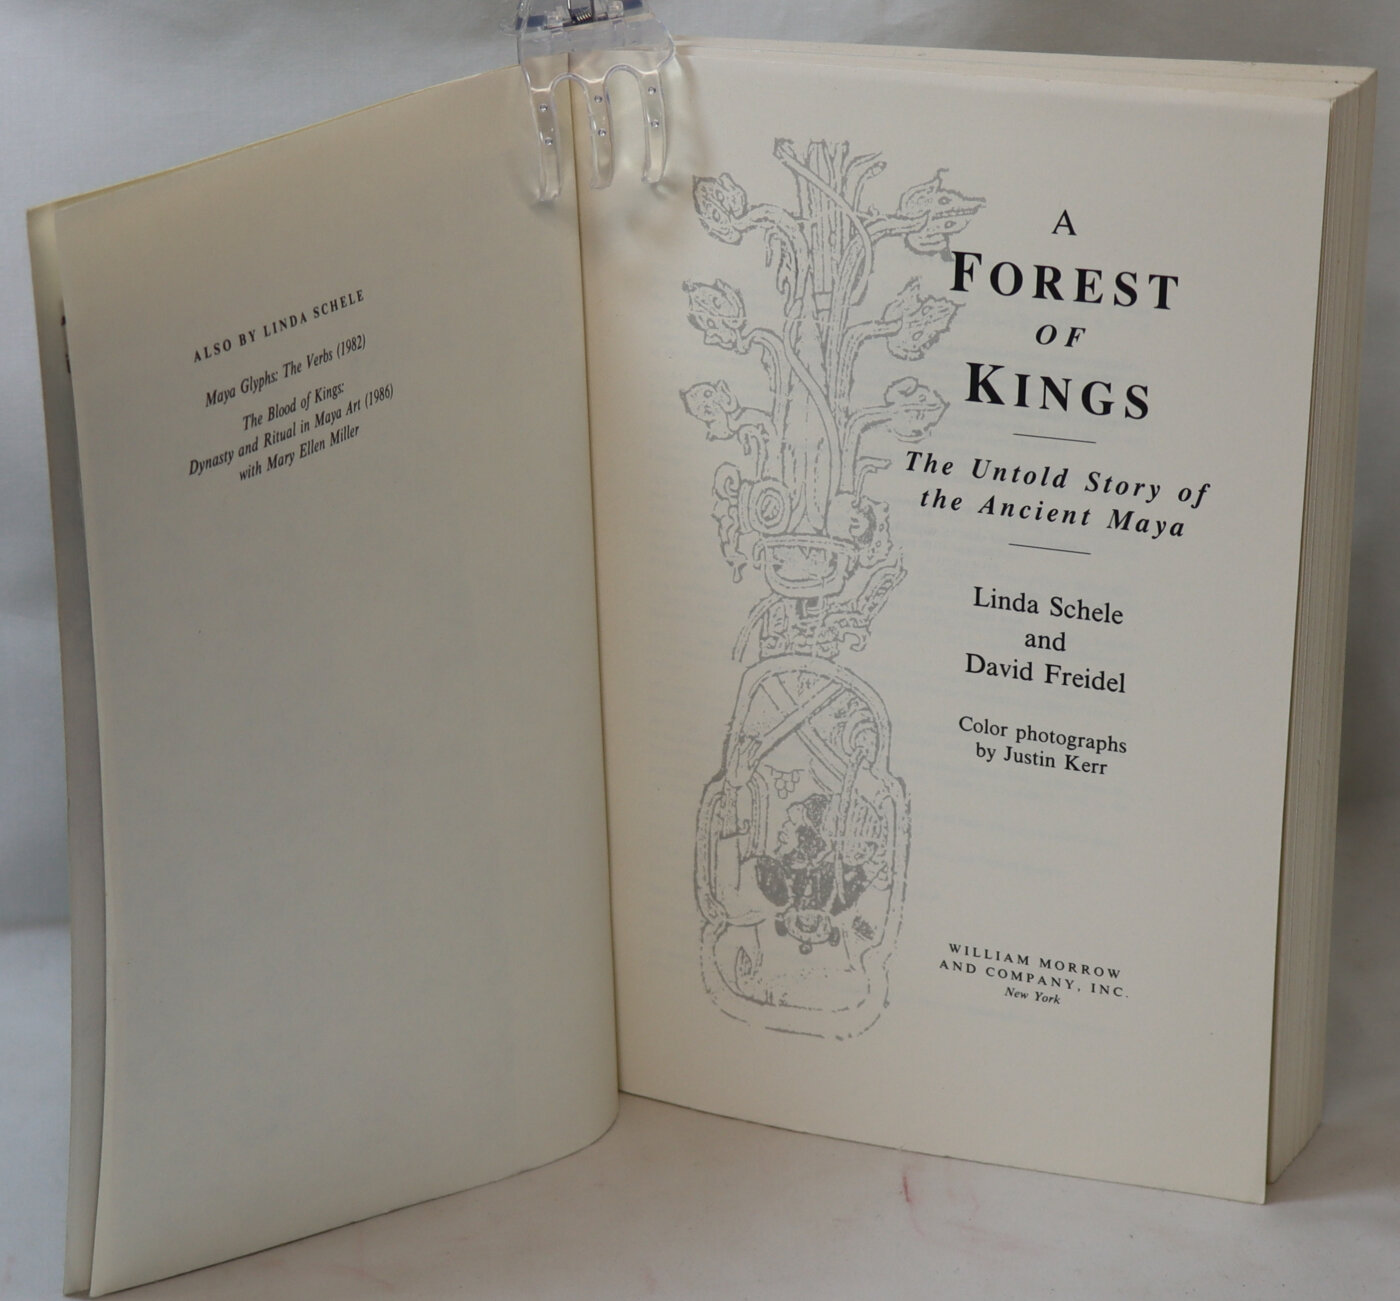 ALSO BY LINDA SCHELE
Maya Glyphs: The Verbs (1982)
The Blood of Kings:
Dynasty and Ritual in Maya Art (1986)
with Mary Ellen Miller
A
FOREST
OF
KINGS
The Untold Story of
the Ancient Maya
Linda Schele
and
David Freidel
Color photographs
by Justin Kerr
WILLIAM MORROW
AND COMPANY, INC.
New York